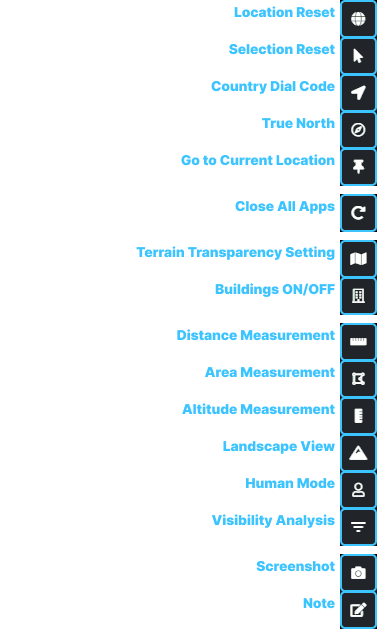 Location Reset
Selection Reset
Country Dial Code
True North
Go to Current Location
Close All Apps
Terrain Transparency Setting
Buildings ON/OFF
Distance Measurement
Area Measurement
Altitude Measurement
Landscape View
Human Mode
Visibility Analysis
Screenshot
Note